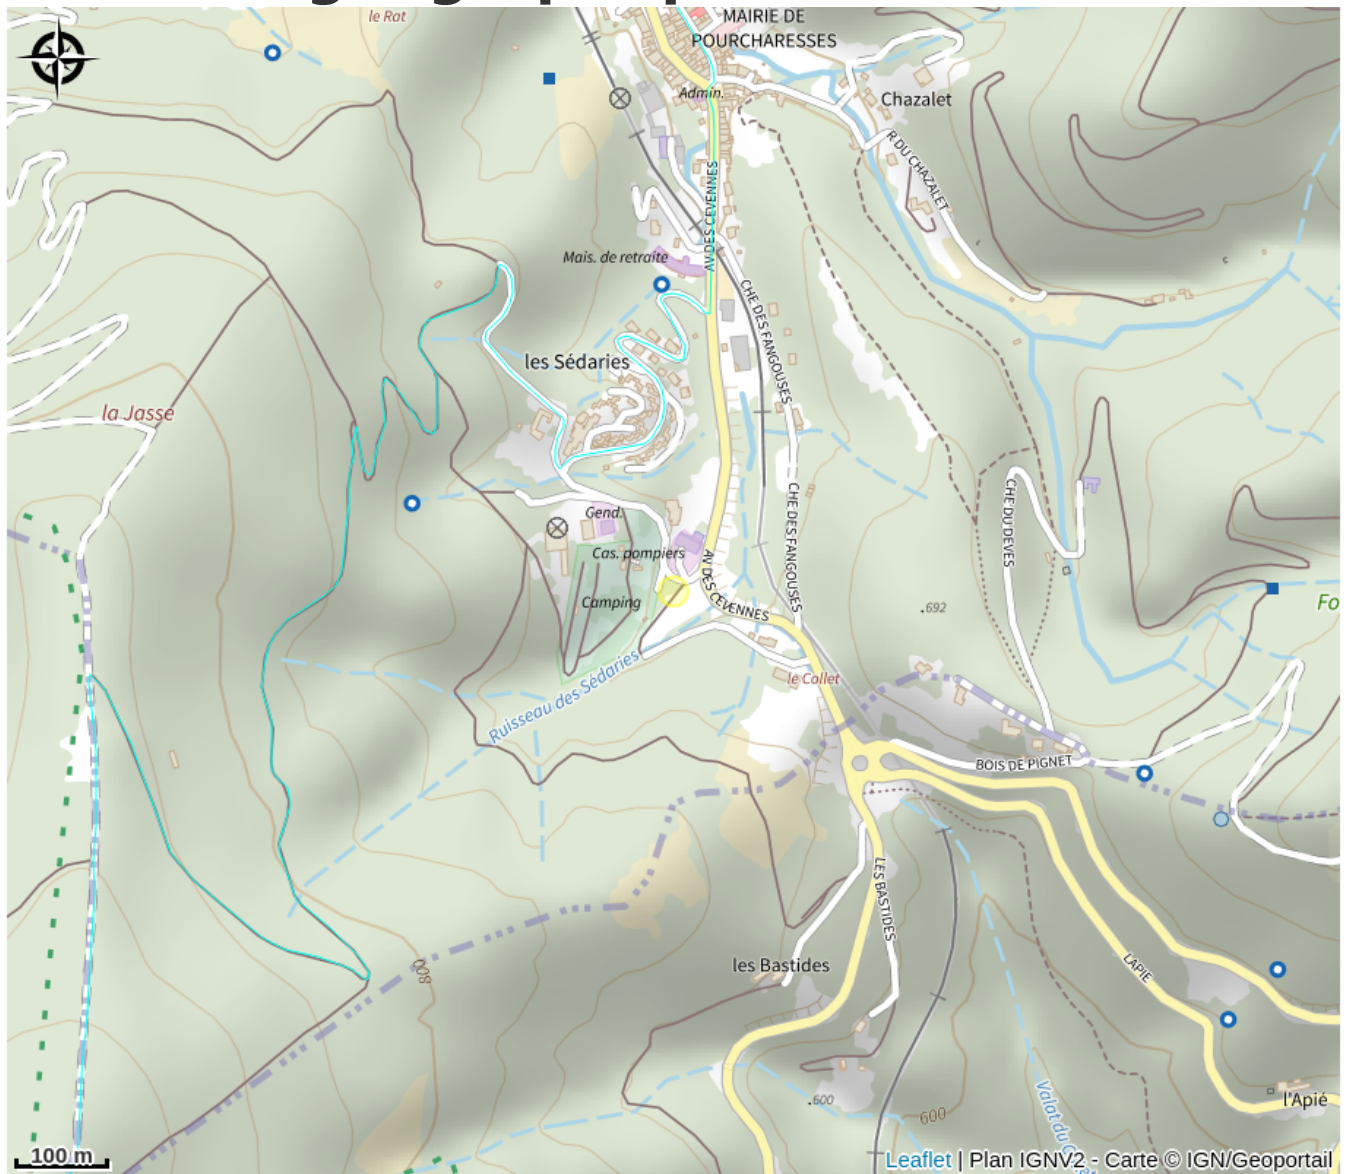 le Rat
MAIRIE DE
POURCHARESSES
Admin.
Chazalet
R DU CHAZALET
AV DES CEVENNES
Mais. de retraite
CHE DES FANGOUSES
les Sédaries
la Jasse
CHE DES FANGOUSES
CHE DU DEVES
Gend.
Cas. pompiers
AV DES CEVENNES
Camping
.692
Fo
Ruisseau des Sédaries
le Collet
BOIS DE PIGNET
LES BASTIDES
800
les Bastides
LAPIE
.600
600
Valat du
l'Apié
100 m
Leaflet | Plan IGNV2 - Carte © IGN/Geoportail